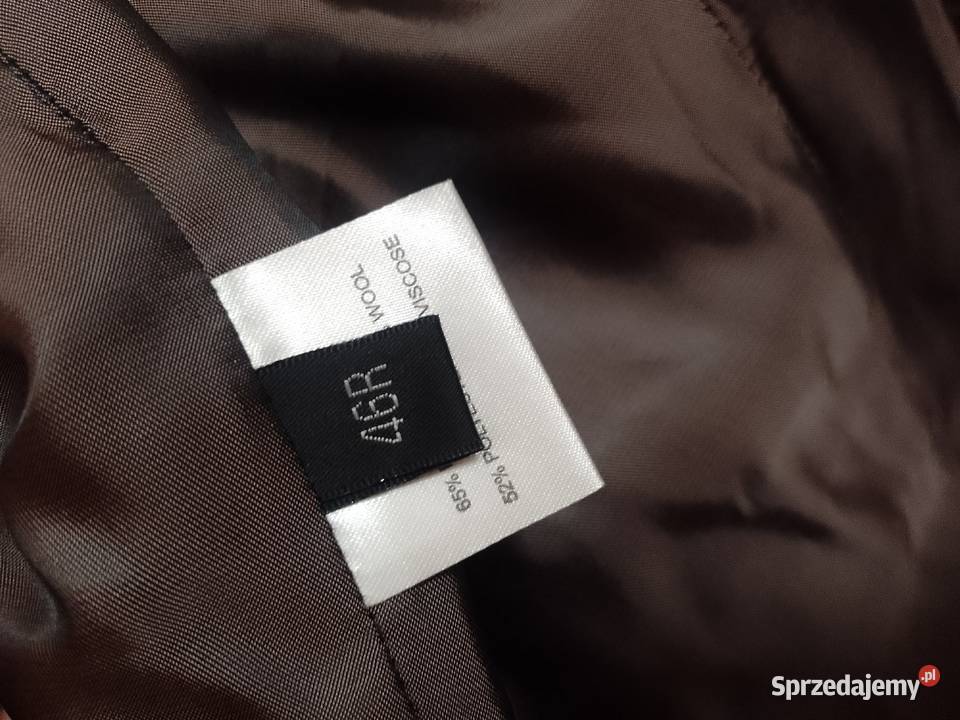 46R
WOOL
65% VISCOSE
52% POLYES
Sprzedajemy.pl